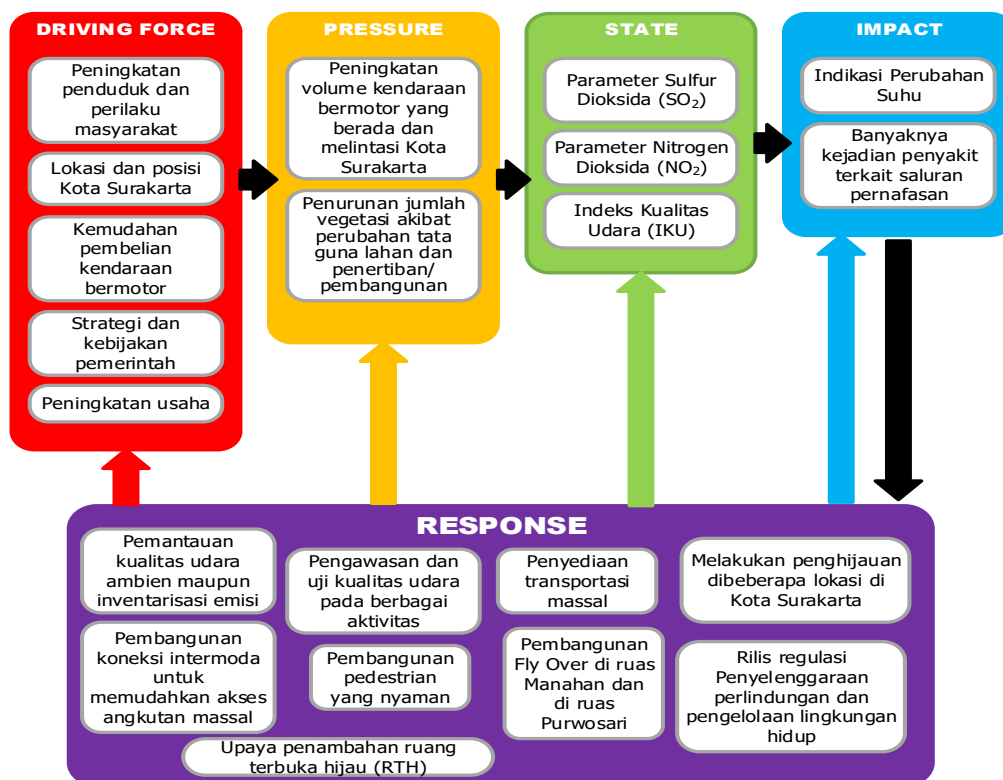 DRIVING FORCE
Peningkatan
penduduk dan
perilaku
masyarakat
Lokasi dan posisi
Kota Surakarta
Kemudahan
pembelian
kendaraan
bermotor
Strategi dan
kebijakan
pemerintah
Peningkatan usaha
PRESSURE
Peningkatan
volume kendaraan
bermotor yang
berada dan
melintasi Kota
Surakarta
Penurunan jumlah
vegetasi akibat
perubahan tata
guna lahan dan
penertiban/
pembangunan
STATE
Parameter Sulfur
Dioksida (SO₂)
Parameter Nitrogen
Dioksida (NO₂)
Indeks Kualitas
Udara (IKU)
IMPACT
Indikasi Perubahan
Suhu
Banyaknya
kejadian penyakit
terkait saluran
pernafasan
RESPONSE
Pemantauan
kualitas udara
ambien maupun
inventarisasi emisi
Pengawasan dan
uji kualitas udara
pada berbagai
aktivitas
Penyediaan
transportasi
massal
Melakukan penghijauan
dibeberapa lokasi di
Kota Surakarta
Pembangunan
koneksi intermoda
untuk
memudahkan akses
angkutan massal
Pembangunan
pedestrian
yang nyaman
Pembangunan
Fly Over di ruas
Manahan dan
di ruas
Purwosari
Rilis regulasi
Penyelenggaraan
perlindungan dan
pengelolaan lingkungan
hidup
Upaya penambahan ruang
terbuka hijau (RTH)